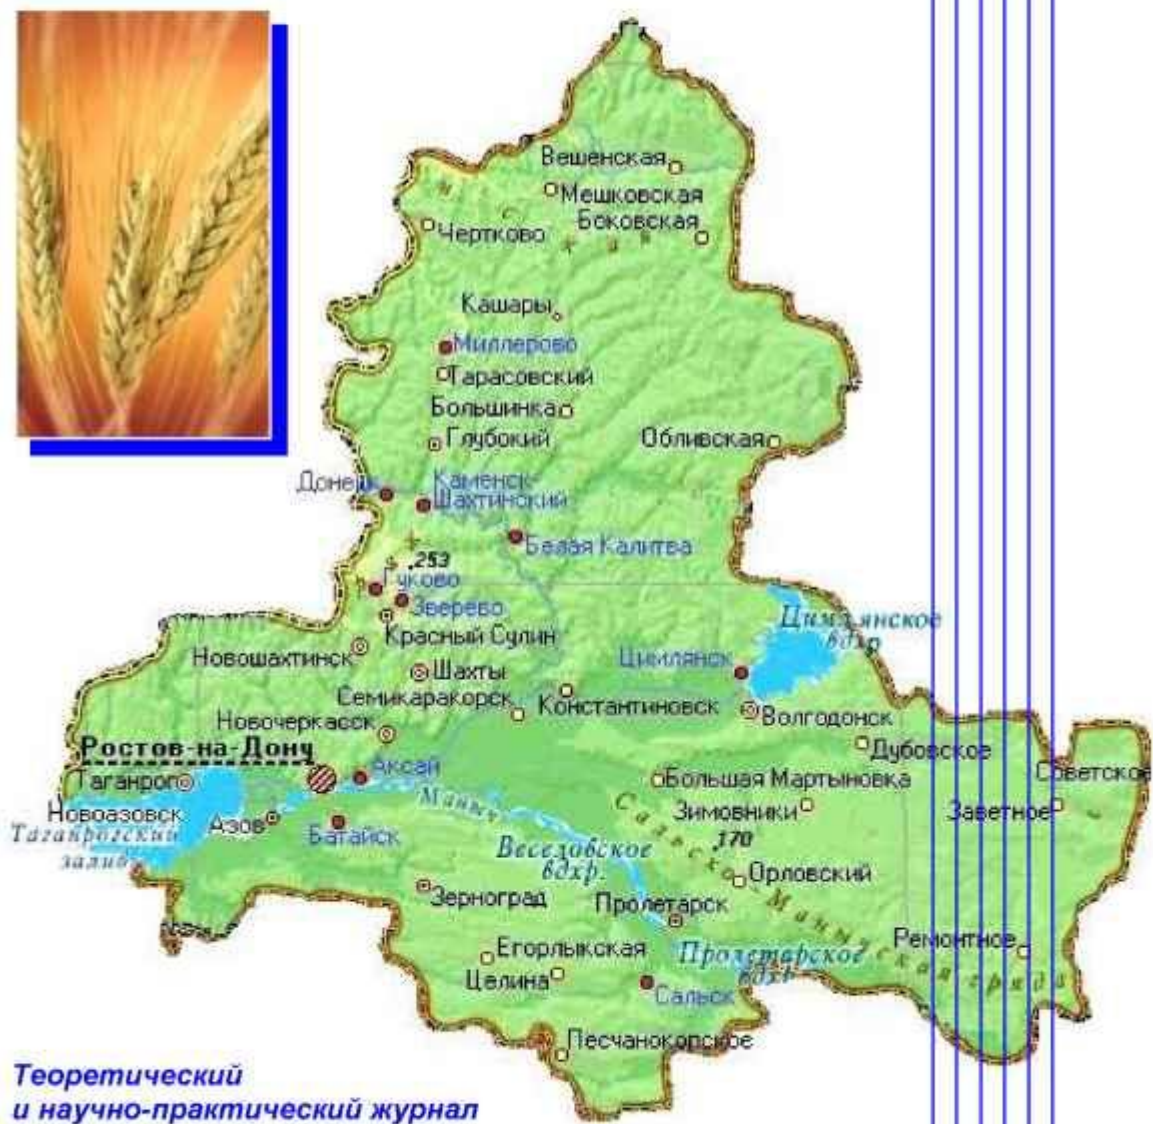 Вешенская
Мешковская
Боковская
Чертково
Кашары
Миллерово
Тарасовский
Большинка
Глубокий
Обливская
Донецк
Каменск-
Шахтинский
Белая Калитва
.253
Гуково
Зверево
Красный Сулин
Цимлянское
вдхр
Новошахтинск
Шахты
Цимлянск
Семикаракорск
Константиновск
Волгодонск
Новочеркасск
Ростов-на-Дону
Дубовское
Аксай
Советское
Таганрог
Большая Мартыновка
Маныч
Новоазовск
Азов
Зимовники
Заветное
Таганрогский
залив
Батайск
Сальско-Манычская гряда
.170
Веселовское
вдхр.
Орловский
Зерноград
Пролетарск
Ремонтное
Егорлыкская
Пролетарское
вдхр
Целина
Сальск
Песчанокопское
Теоретический
и научно-практический журнал